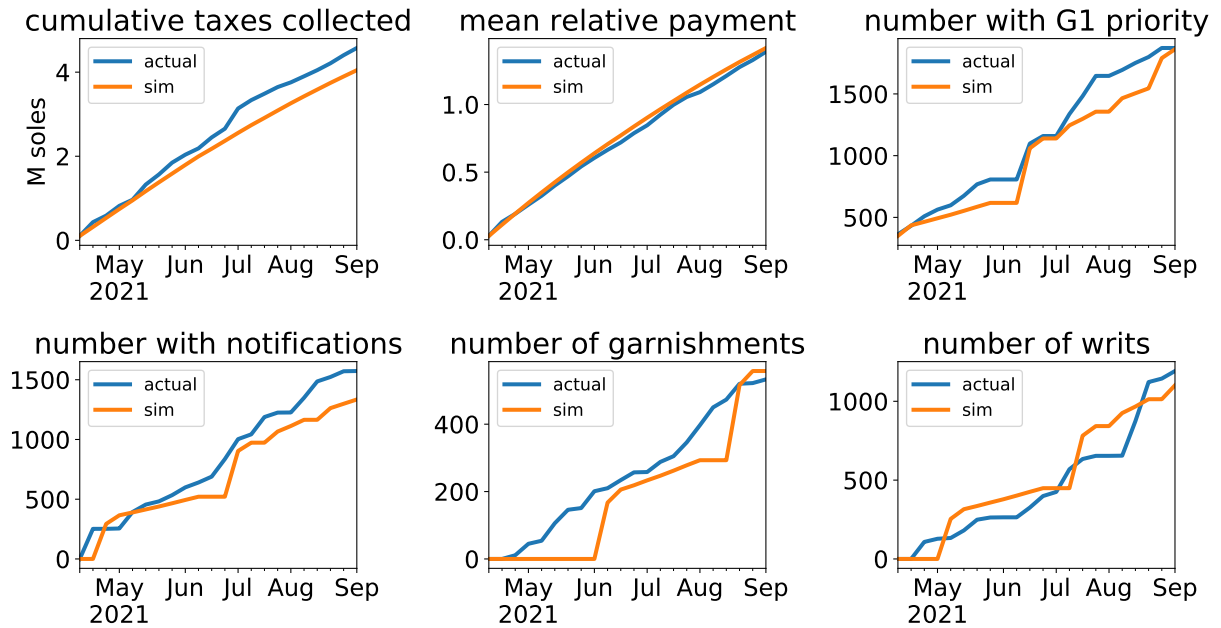 cumulative taxes collected
M soles
4
2
0
actual
sim
May Jun Jul Aug Sep
2021
mean relative payment
1.0
0.5
0.0
actual
sim
May Jun Jul Aug Sep
2021
number with G1 priority
1500
1000
500
actual
sim
May Jun Jul Aug Sep
2021
number with notifications
1500
1000
500
0
actual
sim
May Jun Jul Aug Sep
2021
number of garnishments
400
200
0
actual
sim
May Jun Jul Aug Sep
2021
number of writs
1000
500
0
actual
sim
May Jun Jul Aug Sep
2021